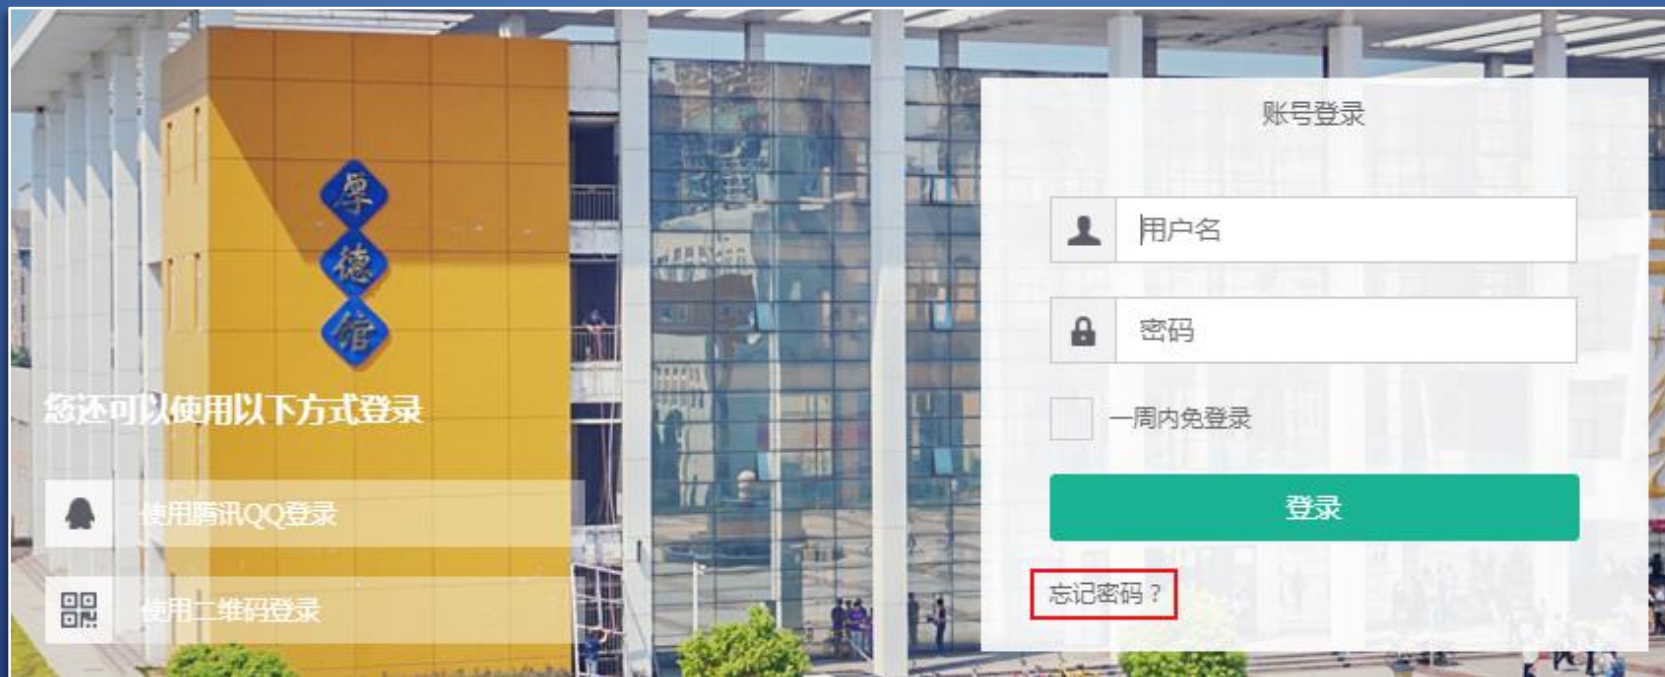 厚德馆
您还可以使用以下方式登录
使用腾讯QQ登录
使用二维码登录
账号登录
用户名
密码
一周内免登录
登录
忘记密码？